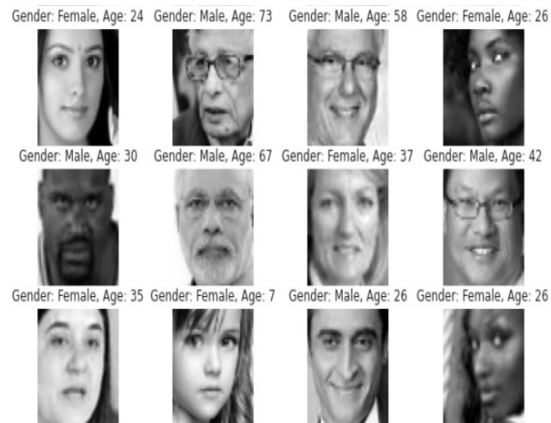 Gender: Female, Age: 24 Gender: Male, Age: 73 Gender: Male, Age: 58 Gender: Female, Age: 26
Gender: Male, Age: 30 Gender: Male, Age: 67 Gender: Female, Age: 37 Gender: Male, Age: 42
Gender: Female, Age: 35 Gender: Female, Age: 7 Gender: Male, Age: 26 Gender: Female, Age: 26